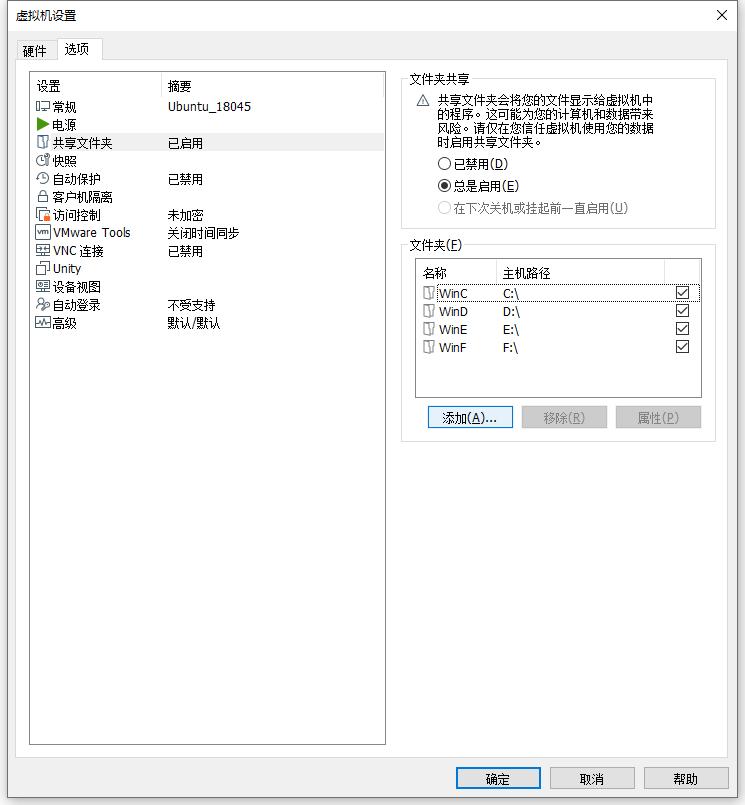 虚拟机设置
硬件 选项
设置 摘要
常规 Ubuntu_18045
电源
共享文件夹 已启用
快照
自动保护 已禁用
客户机隔离
访问控制 未加密
vm VMware Tools 关闭时间同步
VNC 连接 已禁用
Unity
设备视图
自动登录 不受支持
高级 默认/默认
文件夹共享
共享文件夹会将您的文件显示给虚拟机中
的程序。这可能为您的计算机和数据带来
风险。请仅在您信任虚拟机使用您的数据
时启用共享文件夹。
已禁用(D)
总是启用(E)
在下次关机或挂起前一直启用(U)
文件夹(F)
名称 主机路径
WinC C:\
WinD D:\
WinE E:\
WinF F:\
添加(A)... 移除(R) 属性(P)
确定 取消 帮助